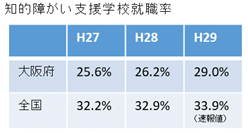 知的障がい支援学校就職率
H27 H28 H29
大阪府 25.6% 26.2% 29.0%
全国 32.2% 32.9% 33.9%
(速報値)